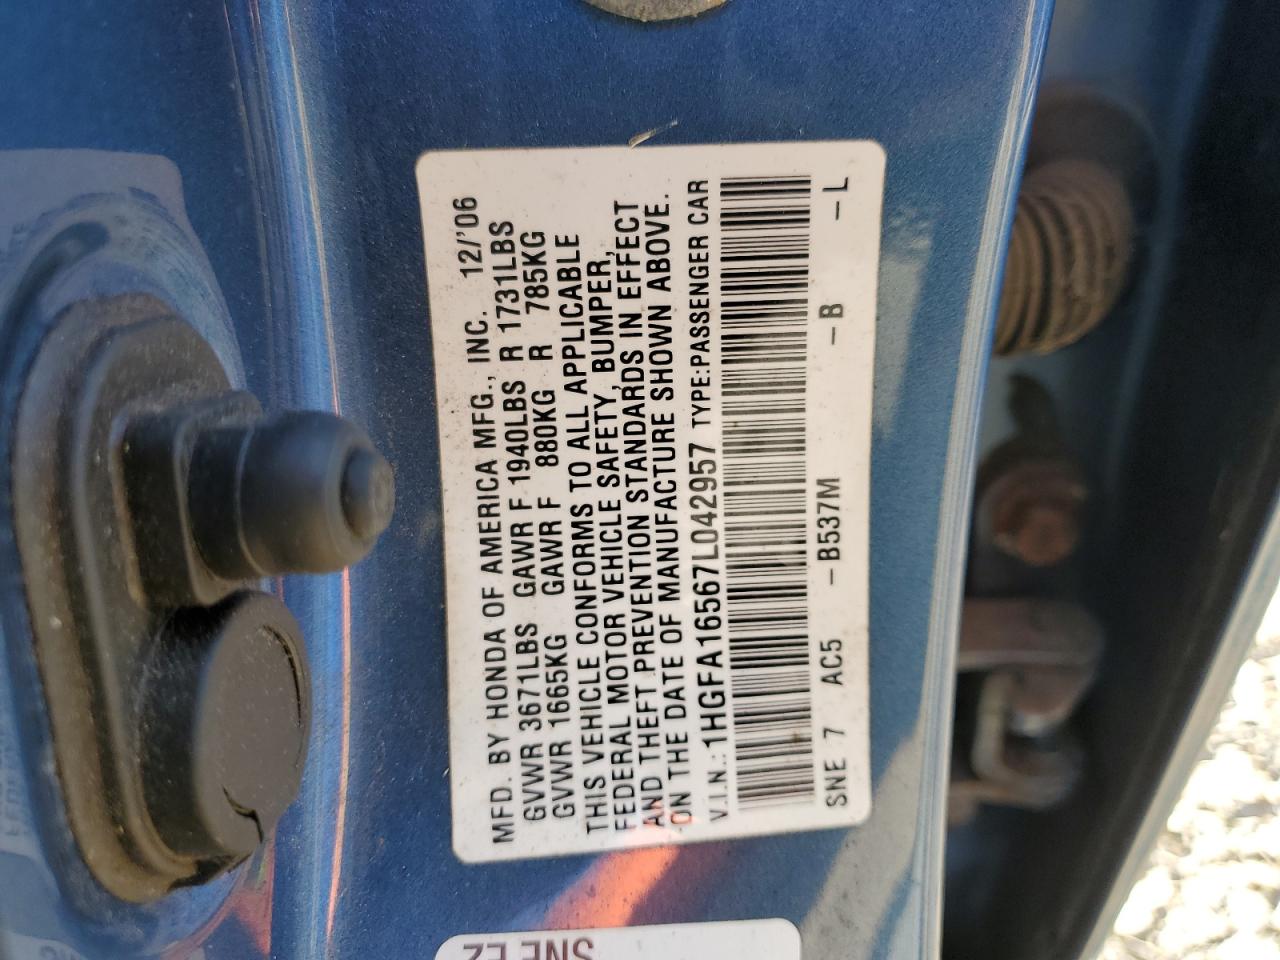 MFD. BY HONDA OF AMERICA MFG., INC. 12/'06
GVWR 3671LBS GAWR F 1940LBS R 1731LBS
GVWR 1665KG GAWR F 880KG R 785KG
THIS VEHICLE CONFORMS TO ALL APPLICABLE
FEDERAL MOTOR VEHICLE SAFETY, BUMPER,
AND THEFT PREVENTION STANDARDS IN EFFECT
ON THE DATE OF MANUFACTURE SHOWN ABOVE.
V.I.N.: 1HGFA16567L042957 TYPE:PASSENGER CAR
SNE 7 AC5 –B537M –B –L
SNE EZ